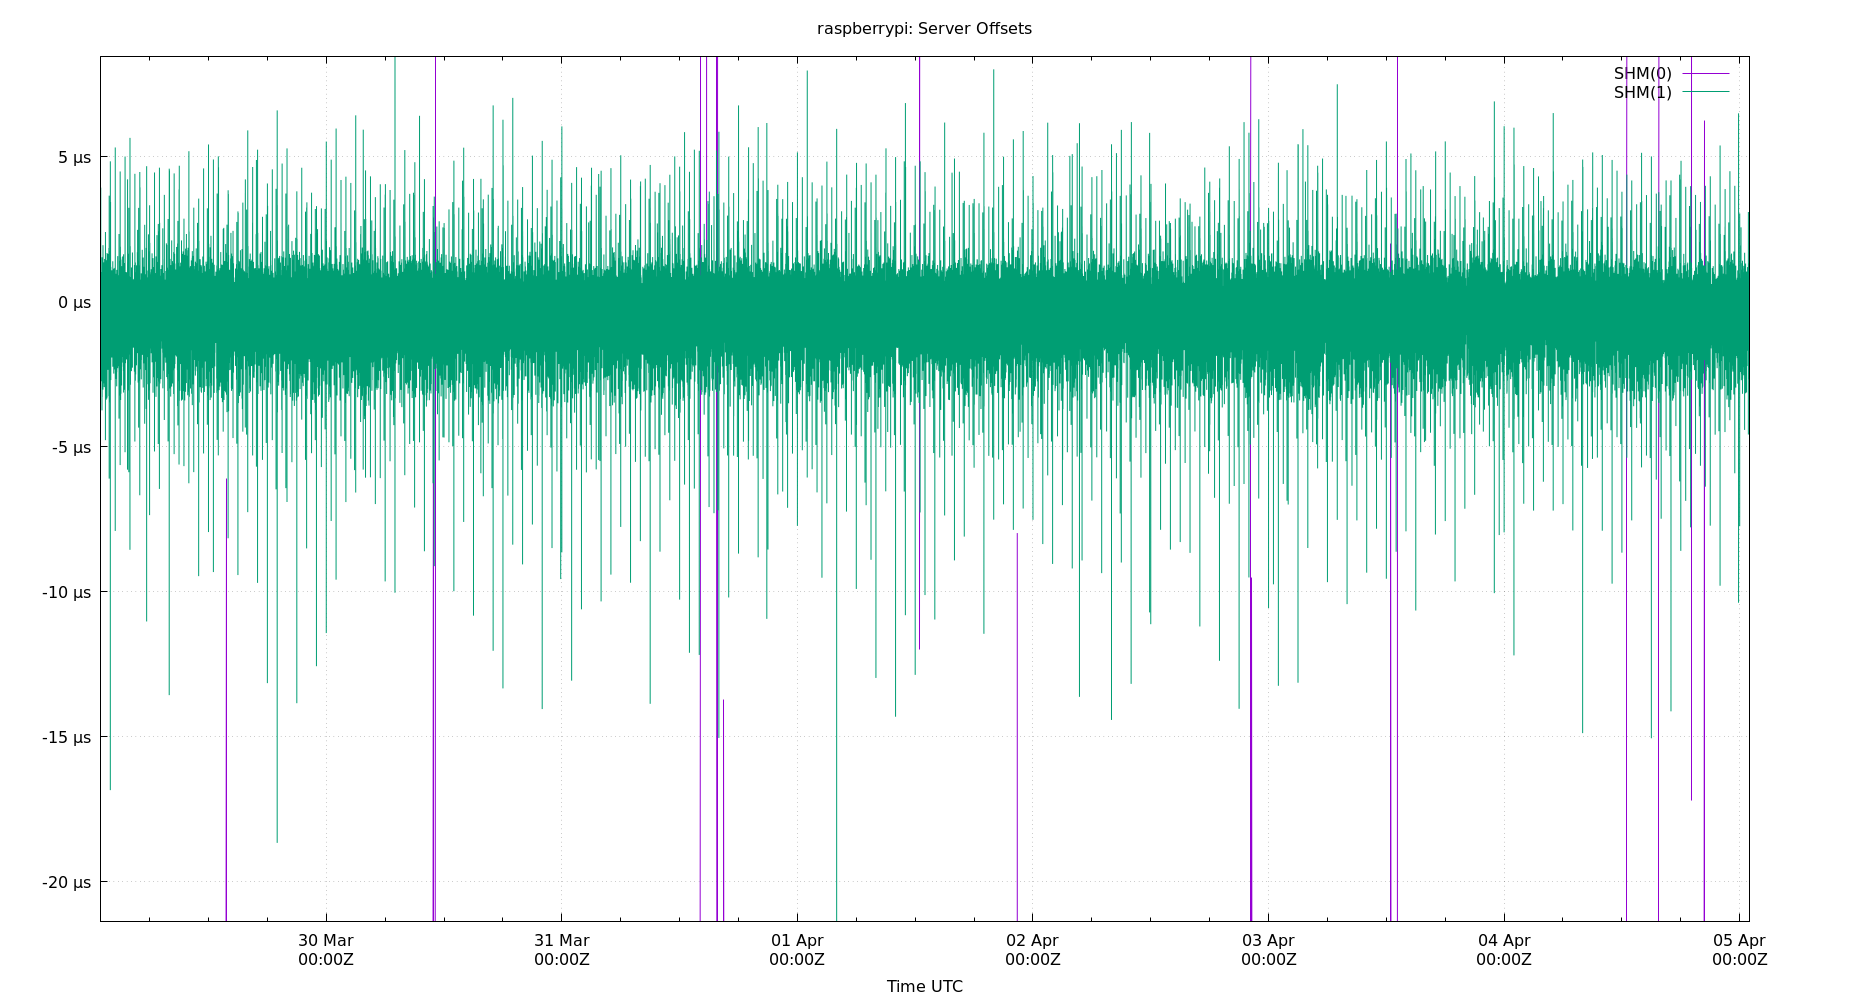 raspberrypi: Server Offsets
SHM(0)
SHM(1)
5 µs
0 µs
-5 µs
-10 µs
-15 µs
-20 µs
30 Mar
00:00Z
31 Mar
00:00Z
01 Apr
00:00Z
02 Apr
00:00Z
03 Apr
00:00Z
04 Apr
00:00Z
05 Apr
00:00Z
Time UTC